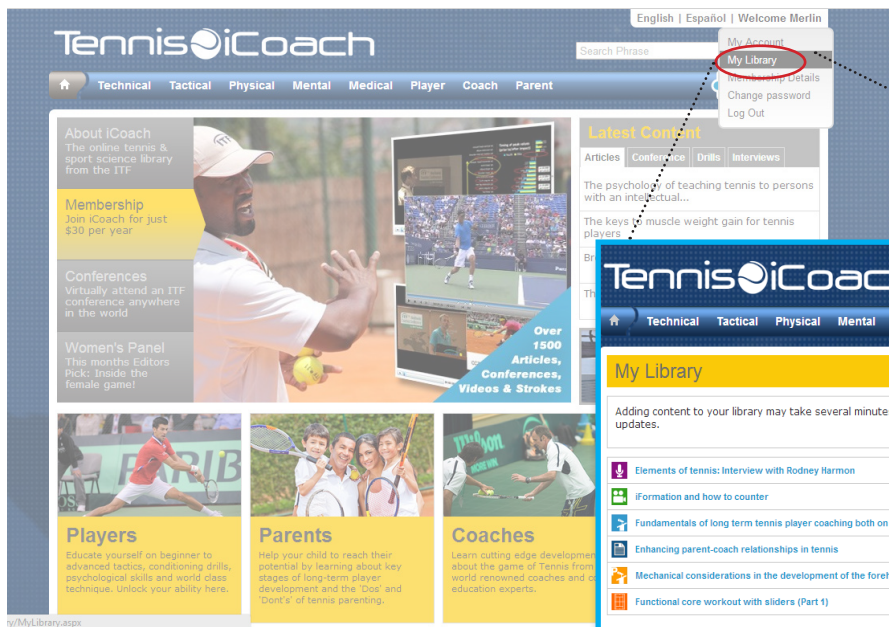 English | Español | Welcome Merlin
Tennis iCoach
Search Phrase
My Account
My Library
Membership Details
Change password
Log Out
Technical Tactical Physical Mental Medical Player Coach Parent
About iCoach
The online tennis &
sport science library
from the ITF
Membership
Join iCoach for just
$30 per year
Conferences
Virtually attend an ITF
conference anywhere
in the world
Women's Panel
This months Editors
Pick: Inside the
female game!
Over
1500
Articles,
Conferences,
Videos & Strokes
Latest Content
Articles Conference Drills Interviews
The psychology of teaching tennis to persons
with an intellectual...
The keys to muscle weight gain for tennis
players
Players
Educate yourself on beginner to
advanced tactics, conditioning drills,
psychological skills and world class
technique. Unlock your ability here.
Parents
Help your child to reach their
potential by learning about key
stages of long-term player
development and the 'Dos' and
'Dont's' of tennis parenting.
Coaches
Learn cutting edge developmen
about the game of Tennis from
world renowned coaches and co
education experts.
ry/MyLibrary.aspx
Tennis iCoac
Technical Tactical Physical Mental
My Library
Adding content to your library may take several minutes
updates.
Elements of tennis: Interview with Rodney Harmon
iFormation and how to counter
Fundamentals of long term tennis player coaching both on
Enhancing parent-coach relationships in tennis
Mechanical considerations in the development of the foreh
Functional core workout with sliders (Part 1)